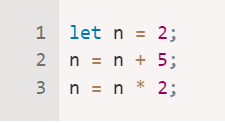 1 let n = 2;
2 n = n + 5;
3 n = n * 2;